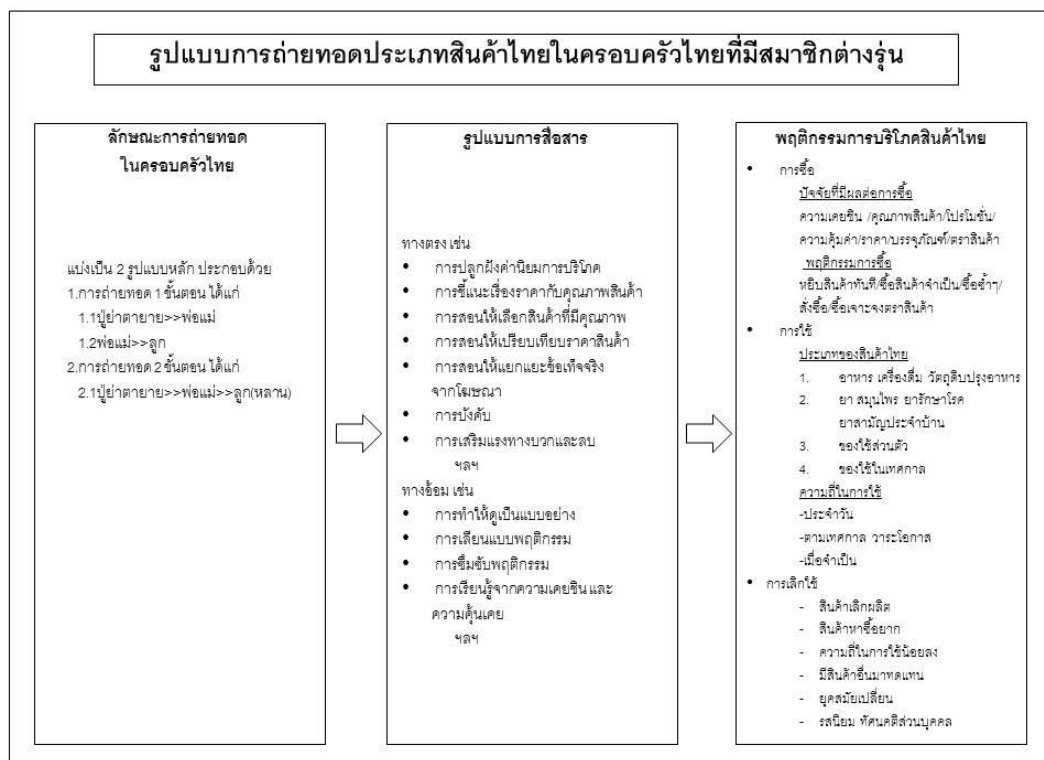 รูปแบบการถ่ายทอดประเภทสินค้าไทยในครอบครัวไทยที่มีสมาชิกต่างรุ่น
ลักษณะการถ่ายทอด
ในครอบครัวไทย
แบ่งเป็น 2 รูปแบบหลัก ประกอบด้วย
1.การถ่ายทอด 1 ขั้นตอน ได้แก่
1.1ปู่ย่าตายาย>>พ่อแม่
1.2พ่อแม่>>ลูก
2.การถ่ายทอด 2 ขั้นตอน ได้แก่
2.1ปู่ย่าตายาย>>พ่อแม่>>ลูก(หลาน)
รูปแบบการสื่อสาร
ทางตรง เช่น
• การปลูกฝังค่านิยมการบริโภค
• การชี้แนะเรื่องราคากับคุณภาพสินค้า
• การสอนให้เลือกสินค้าที่มีคุณภาพ
• การสอนให้เปรียบเทียบราคาสินค้า
• การสอนให้แยกแยะข้อเท็จจริง
จากโฆษณา
• การบังคับ
• การเสริมแรงทางบวกและลบ
ฯลฯ
ทางอ้อม เช่น
• การทำให้ดูเป็นแบบอย่าง
• การเลียนแบบพฤติกรรม
• การซึมซับพฤติกรรม
• การเรียนรู้จากความเคยชิน และ
ความคุ้นเคย
ฯลฯ
พฤติกรรมการบริโภคสินค้าไทย
• การซื้อ
ปัจจัยที่มีผลต่อการซื้อ
ความเคยชิน /คุณภาพสินค้า/โปรโมชั่น/
ความคุ้มค่า/ราคา/บรรจุภัณฑ์/ตราสินค้า
พฤติกรรมการซื้อ
หยิบสินค้าทันที/ซื้อสินค้าจำเป็น/ซื้อซ้ำๆ/
สั่งซื้อ/ซื้อเจาะจงตราสินค้า
• การใช้
ประเภทของสินค้าไทย
1. อาหาร เครื่องดื่ม วัตถุดิบปรุงอาหาร
2. ยา สมุนไพร ยารักษาโรค
ยาสามัญประจำบ้าน
3. ของใช้ส่วนตัว
4. ของใช้ในเทศกาล
ความถี่ในการใช้
-ประจำวัน
-ตามเทศกาล วาระโอกาส
-เมื่อจำเป็น
• การเลิกใช้
- สินค้าเลิกผลิต
- สินค้าหาซื้อยาก
- ความถี่ในการใช้น้อยลง
- มีสินค้าอื่นมาทดแทน
- ยุคสมัยเปลี่ยน
- รสนิยม ทัศนคติส่วนบุคคล